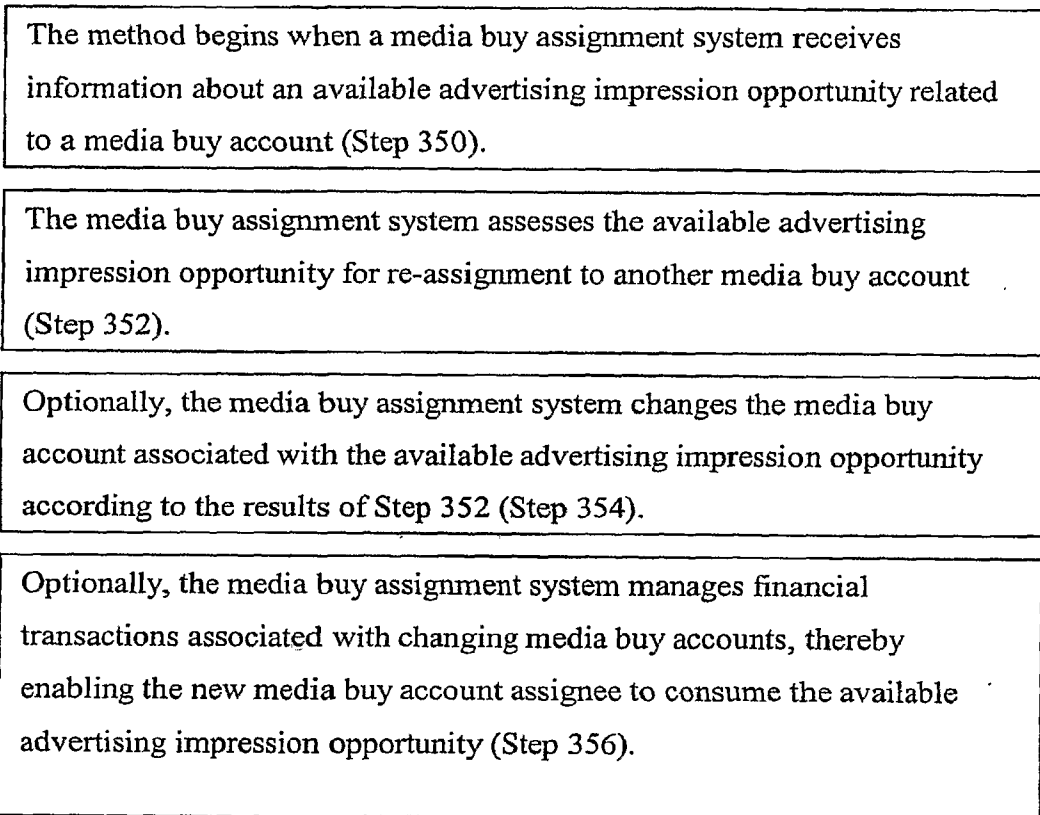 The method begins when a media buy assignment system receives
information about an available advertising impression opportunity related
to a media buy account (Step 350).
The media buy assignment system assesses the available advertising
impression opportunity for re-assignment to another media buy account
(Step 352).
Optionally, the media buy assignment system changes the media buy
account associated with the available advertising impression opportunity
according to the results of Step 352 (Step 354).
Optionally, the media buy assignment system manages financial
transactions associated with changing media buy accounts, thereby
enabling the new media buy account assignee to consume the available
advertising impression opportunity (Step 356).